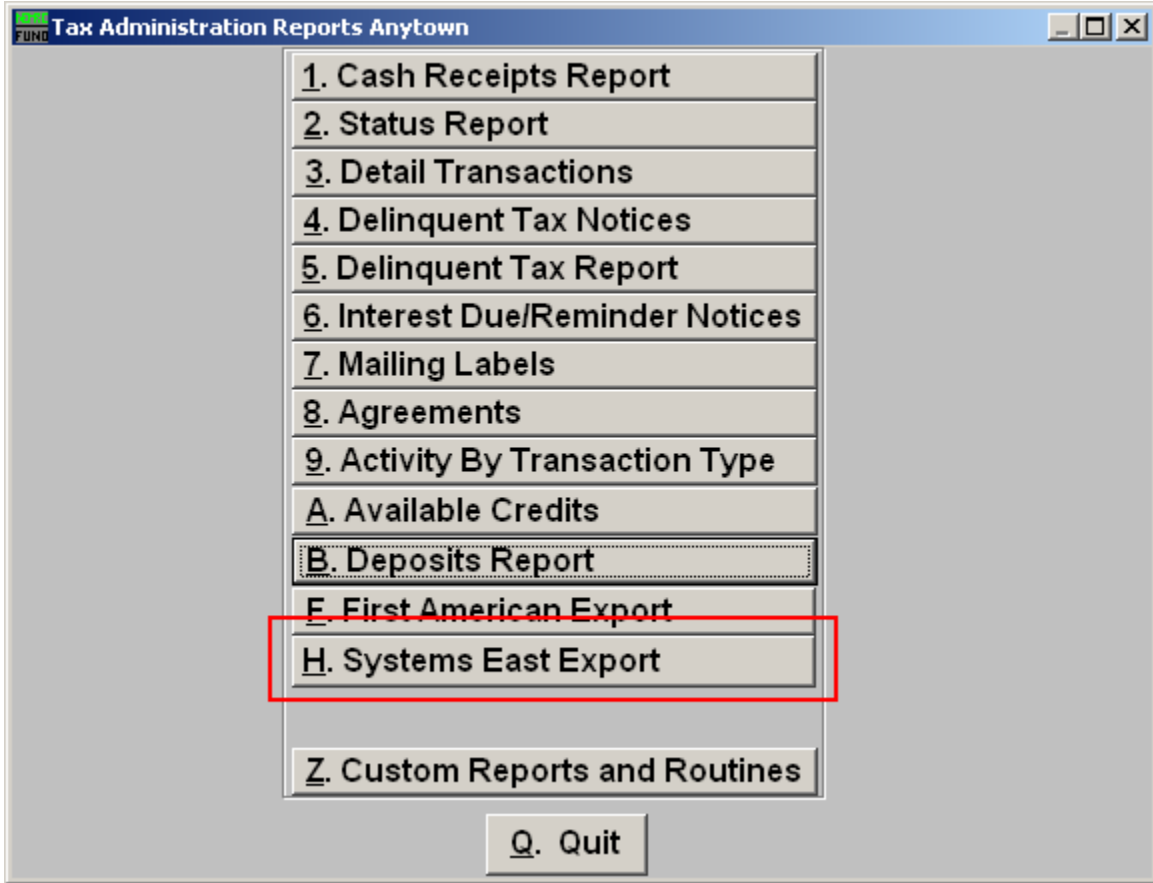 NEMRC
FUND Tax Administration Reports Anytown
1. Cash Receipts Report
2. Status Report
3. Detail Transactions
4. Delinquent Tax Notices
5. Delinquent Tax Report
6. Interest Due/Reminder Notices
7. Mailing Labels
8. Agreements
9. Activity By Transaction Type
A. Available Credits
B. Deposits Report
F. First American Export
H. Systems East Export
Z. Custom Reports and Routines
Q. Quit